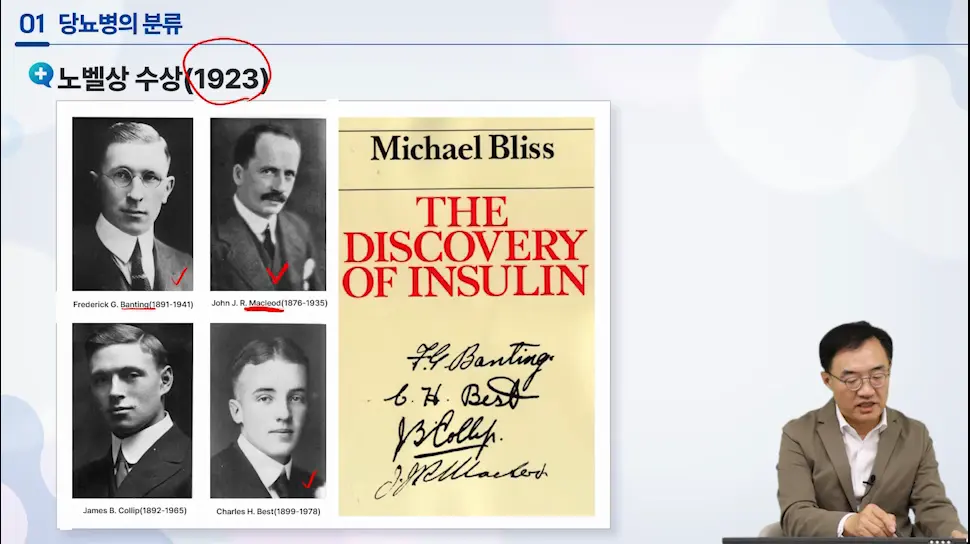 01 당뇨병의 분류
노벨상 수상(1923)
Frederick G. Banting(1891-1941)
John J. R. Macleod(1876-1935)
James B. Collip(1892-1965)
Charles H. Best(1899-1978)
Michael Bliss
THE
DISCOVERY
OF INSULIN
F.G Banting.
C. H. Best
J B Collip.
J. J. R Macleod.